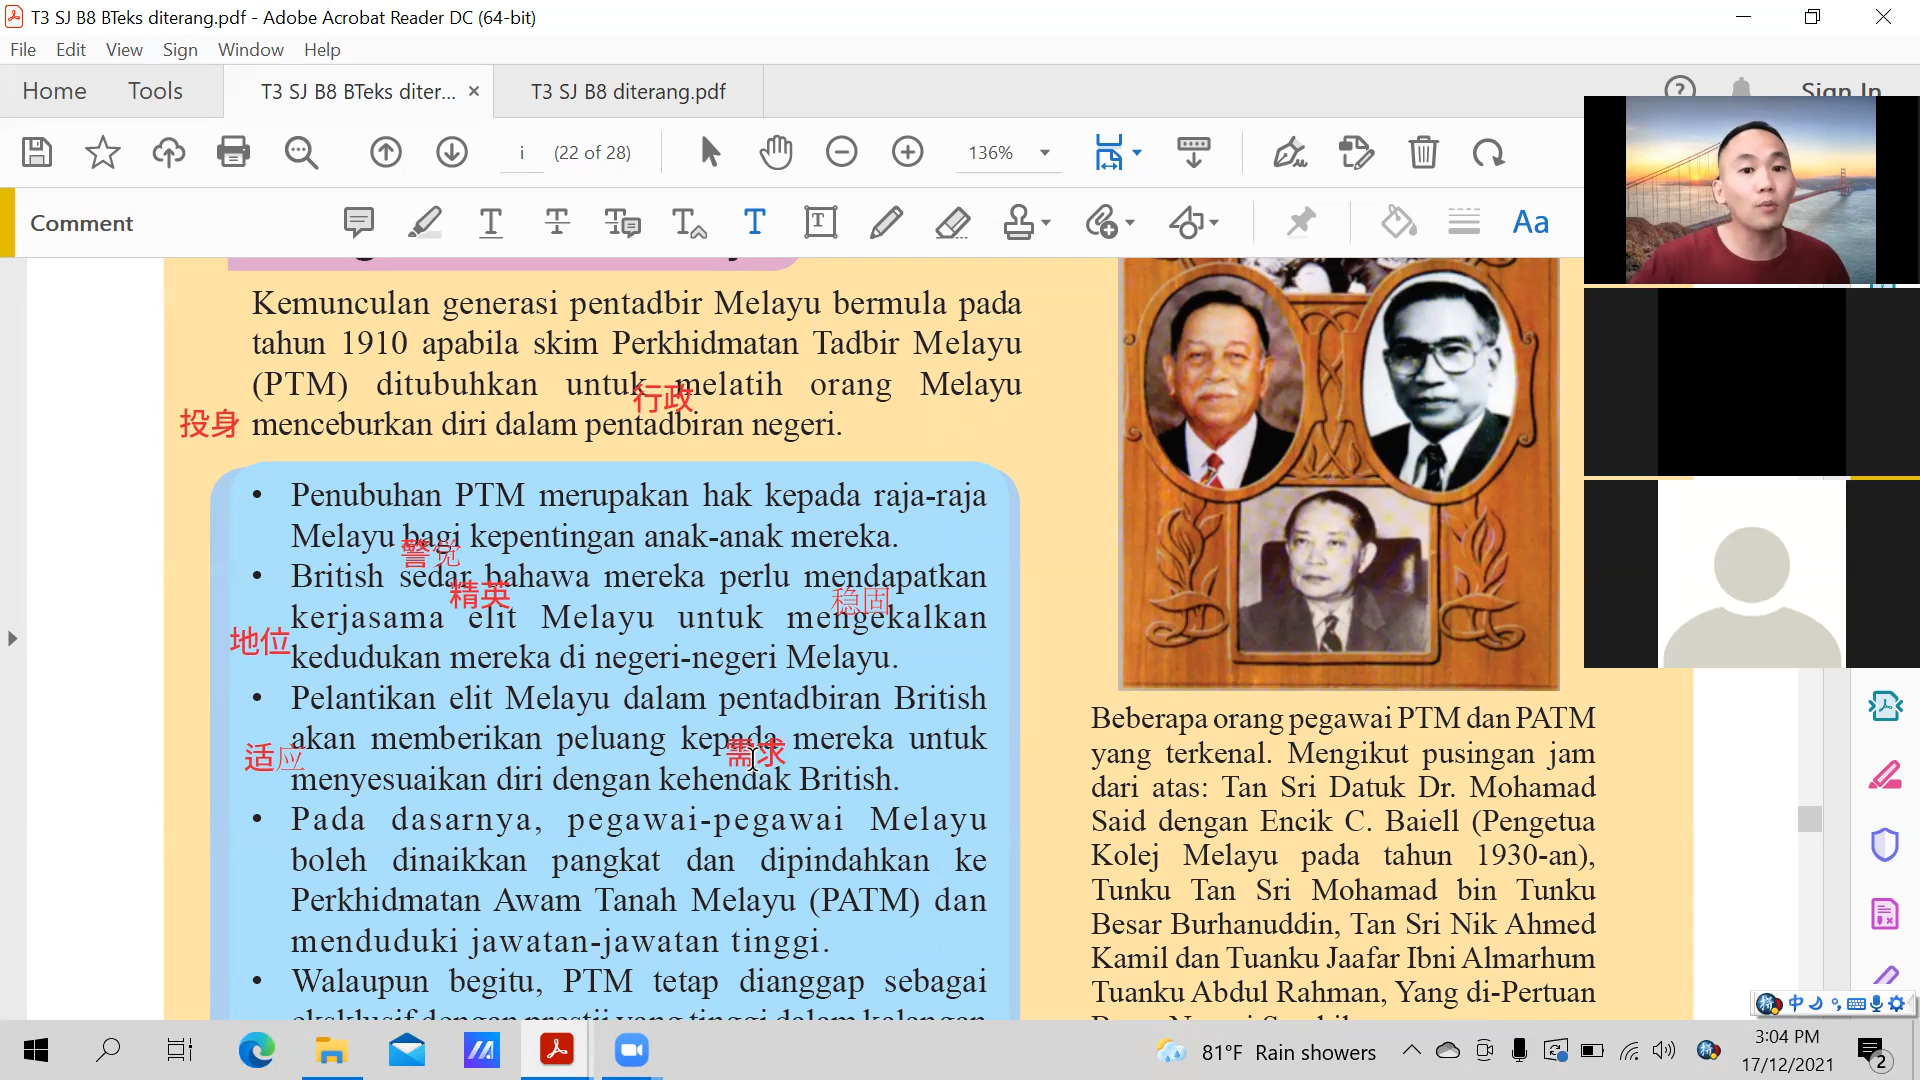 T3 SJ B8 BTeks diterang.pdf - Adobe Acrobat Reader DC (64-bit)
File Edit View Sign Window Help
Home Tools T3 SJ B8 BTeks diter... × T3 SJ B8 diterang.pdf Sign In
i (22 of 28) 136%
Comment Aa
Kemunculan generasi pentadbir Melayu bermula pada
tahun 1910 apabila skim Perkhidmatan Tadbir Melayu
(PTM) ditubuhkan untuk melatih orang Melayu
行政
投身 menceburkan diri dalam pentadbiran negeri.
• Penubuhan PTM merupakan hak kepada raja-raja
Melayu bagi kepentingan anak-anak mereka.
警觉
• British sedar bahawa mereka perlu mendapatkan
精英 稳固
kerjasama elit Melayu untuk mengekalkan
地位 kedudukan mereka di negeri-negeri Melayu.
• Pelantikan elit Melayu dalam pentadbiran British
akan memberikan peluang kepada mereka untuk
适应 需求
menyesuaikan diri dengan kehendak British.
• Pada dasarnya, pegawai-pegawai Melayu
boleh dinaikkan pangkat dan dipindahkan ke
Perkhidmatan Awam Tanah Melayu (PATM) dan
menduduki jawatan-jawatan tinggi.
• Walaupun begitu, PTM tetap dianggap sebagai
eksklusif dengan prestij yang tinggi dalam kalangan
Beberapa orang pegawai PTM dan PATM
yang terkenal. Mengikut pusingan jam
dari atas: Tan Sri Datuk Dr. Mohamad
Said dengan Encik C. Baiell (Pengetua
Kolej Melayu pada tahun 1930-an),
Tunku Tan Sri Mohamad bin Tunku
Besar Burhanuddin, Tan Sri Nik Ahmed
Kamil dan Tuanku Jaafar Ibni Almarhum
Tuanku Abdul Rahman, Yang di-Pertuan
中
81°F Rain showers
3:04 PM
17/12/2021
2